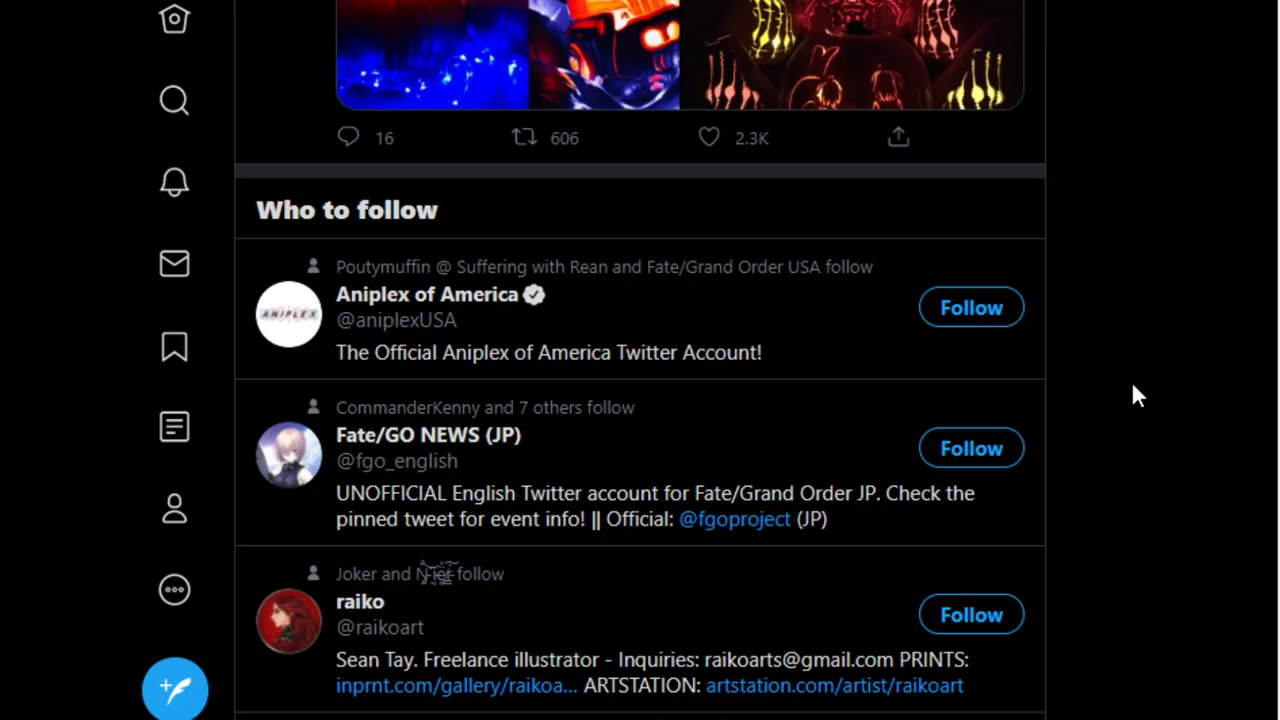 16 606 2.3K
Who to follow
Poutymuffin @ Suffering with Rean and Fate/Grand Order USA follow
Aniplex of America
@aniplexUSA
Follow
ANIPLEX
The Official Aniplex of America Twitter Account!
CommanderKenny and 7 others follow
Fate/GO NEWS (JP)
@fgo_english
Follow
UNOFFICIAL English Twitter account for Fate/Grand Order JP. Check the
pinned tweet for event info! || Official: @fgoproject (JP)
Joker and follow
raiko
@raikoart
Follow
Sean Tay. Freelance illustrator - Inquiries: raikoarts@gmail.com PRINTS:
inprnt.com/gallery/raikoa... ARTSTATION: artstation.com/artist/raikoart